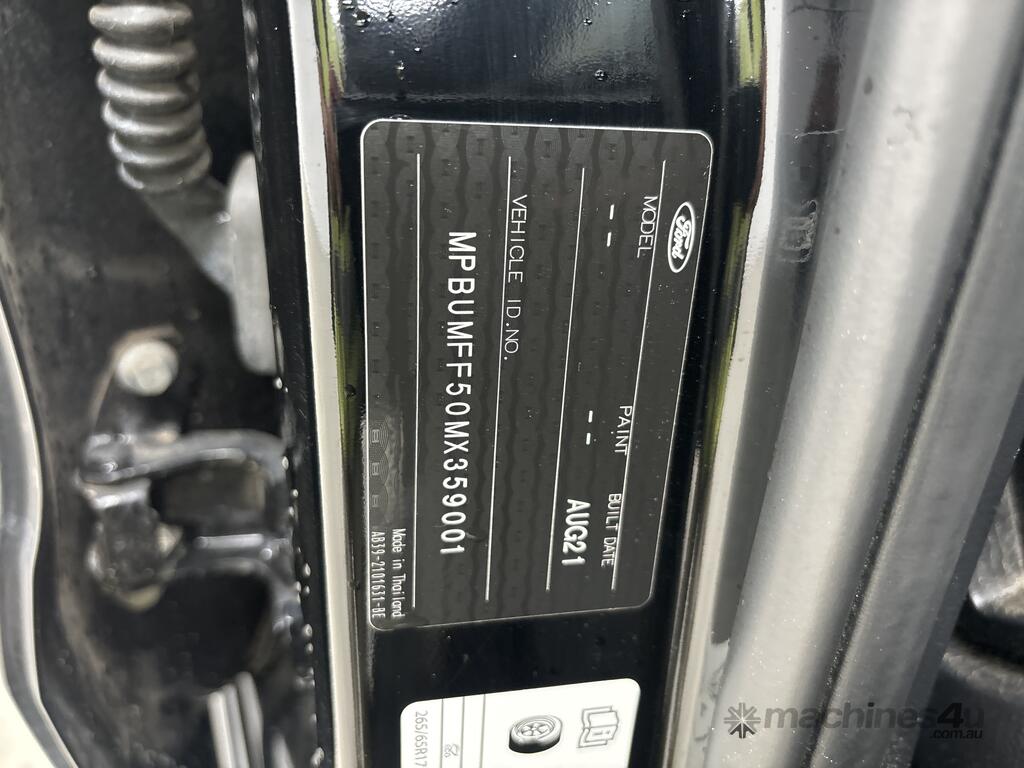 Ford
MODEL PAINT BUILT DATE
-- -- AUG21
VEHICLE ID.NO.
MPBUMFF50MX359001
Made in Thailand
AB39-2101631-BE
265/65R17
machines4u
.com.au